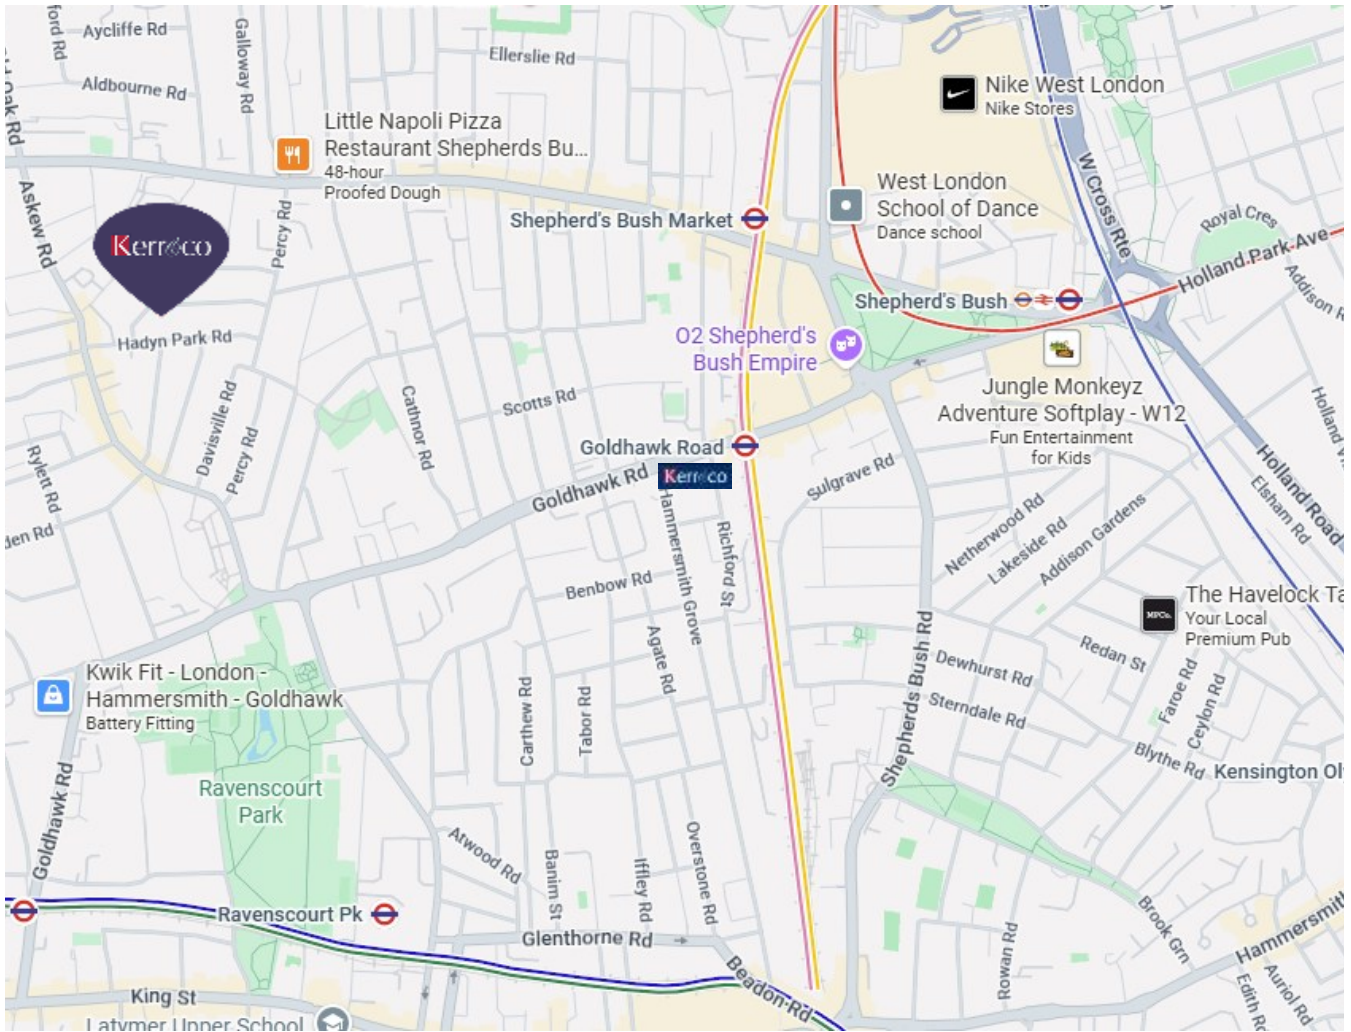 Aycliffe Rd
Galloway Rd
Ellerslie Rd
Aldbourne Rd
Nike West London
Nike Stores
Little Napoli Pizza
Restaurant Shepherds Bu...
48-hour
Proofed Dough
Askew Rd
Percy Rd
Kerr&co
Shepherd's Bush Market
West London
School of Dance
Dance school
W Cross Rte
Royal Cres
Holland Park Ave
Addison R
Shepherd's Bush
Hadyn Park Rd
O2 Shepherd's
Bush Empire
Jungle Monkeyz
Adventure Softplay - W12
Fun Entertainment
for Kids
Scotts Rd
Cathnor Rd
Davisville Rd
Percy Rd
Rylett Rd
den Rd
Goldhawk Road
Kerr&co
Goldhawk Rd
Sulgrave Rd
Holland Road
Elsham Rd
Hammersmith Grove
Richford St
Netherwood Rd
Lakeside Rd
Addison Gardens
Benbow Rd
Agate Rd
The Havelock Ta
Your Local
Premium Pub
Shepherds Bush Rd
Redan St
Dewhurst Rd
Sterndale Rd
Faroe Rd
Ceylon Rd
Blythe Rd
Kensington Ol
Kwik Fit - London -
Hammersmith - Goldhawk
Battery Fitting
Carthew Rd
Tabor Rd
Ravenscourt
Park
Goldhawk Rd
Atwood Rd
Banim St
Iffley Rd
Overstone Rd
Ravenscourt Pk
Glenthorne Rd
Beadon Rd
Rowan Rd
Brook Grn
Hammersmith
Edith R
Auriol Rd
King St
Latymer Upper School